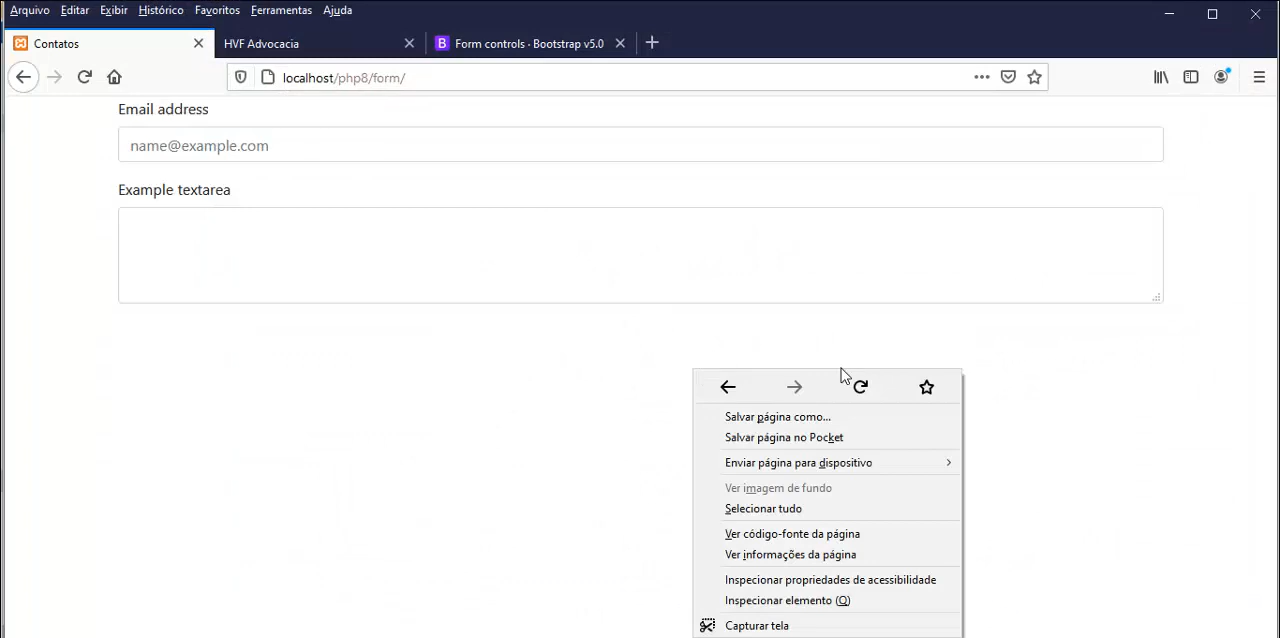 Arquivo Editar Exibir Histórico Favoritos Ferramentas Ajuda
Contatos HVF Advocacia B Form controls · Bootstrap v5.0
localhost/php8/form/
Email address
name@example.com
Example textarea
Salvar página como...
Salvar página no Pocket
Enviar página para dispositivo
Ver imagem de fundo
Selecionar tudo
Ver código-fonte da página
Ver informações da página
Inspecionar propriedades de acessibilidade
Inspecionar elemento (Q)
Capturar tela